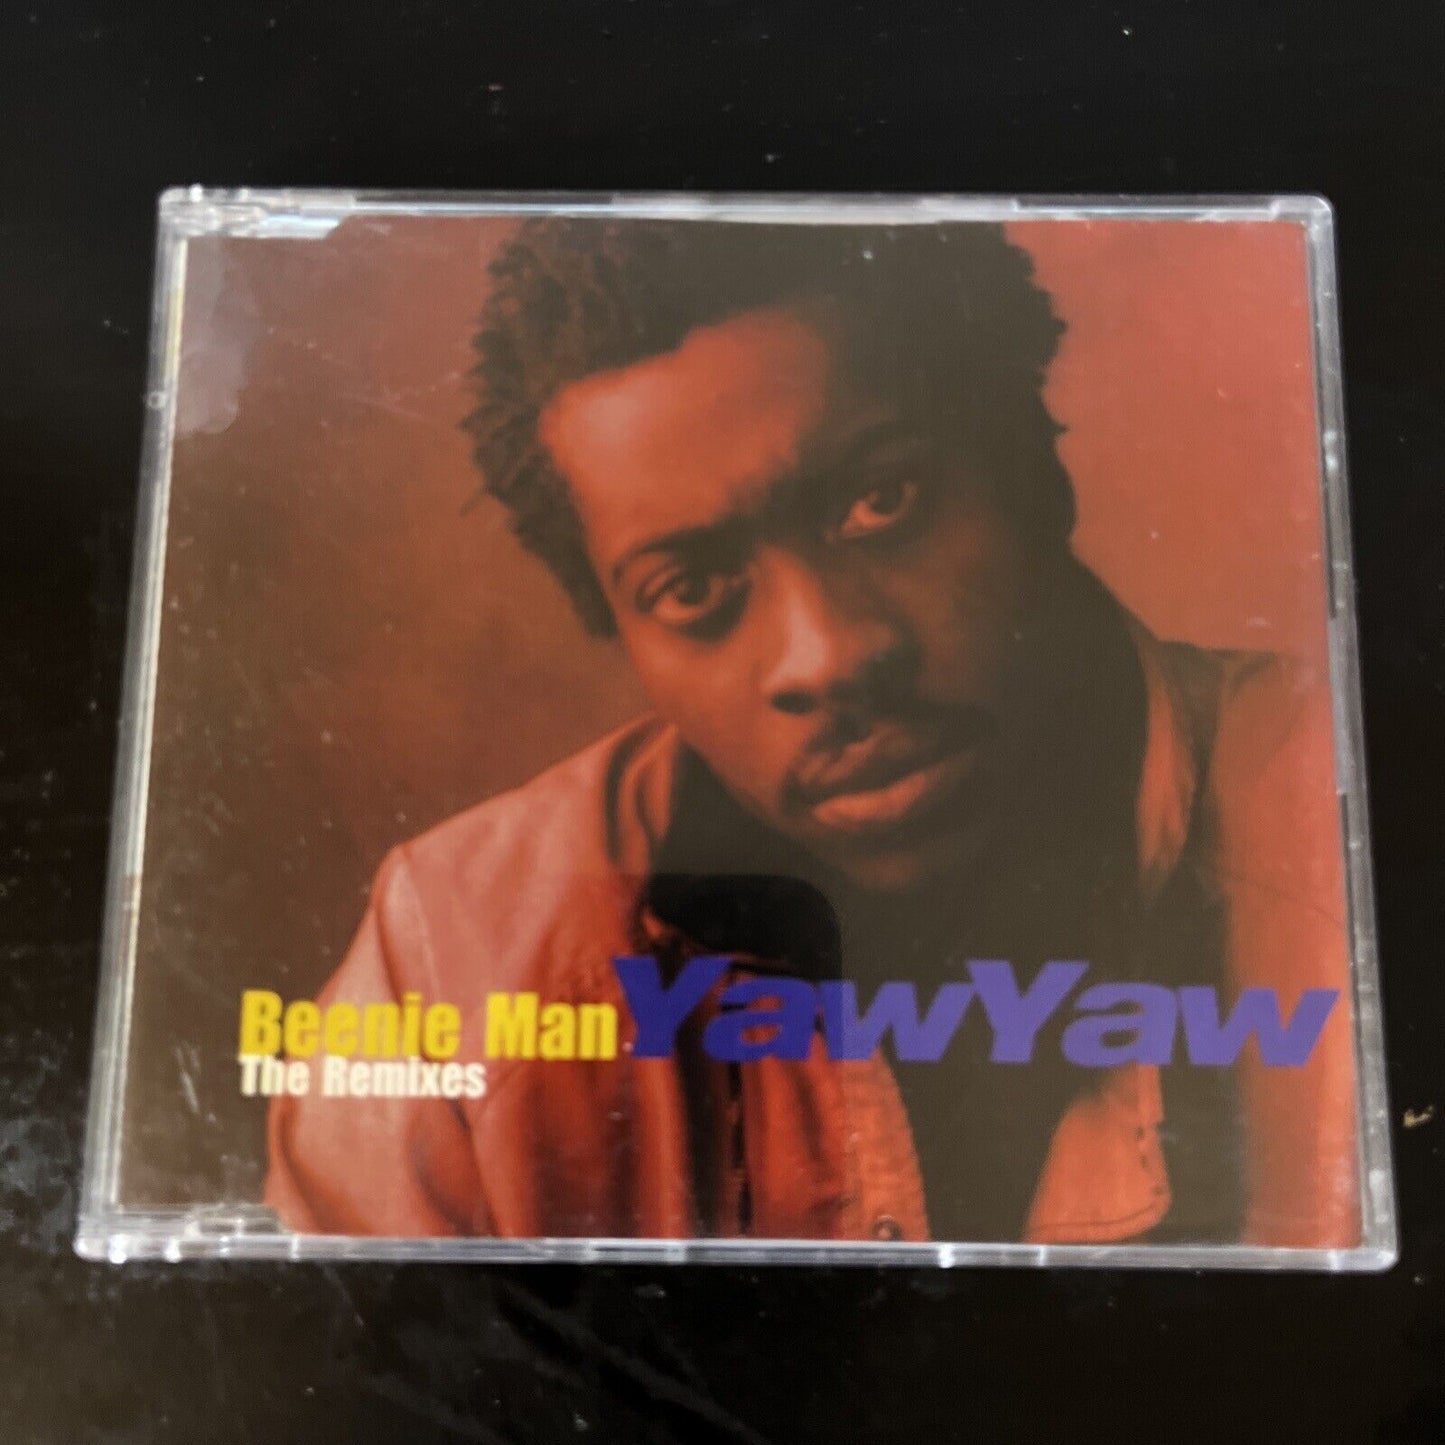 Beenie Man YawYaw
The Remixes